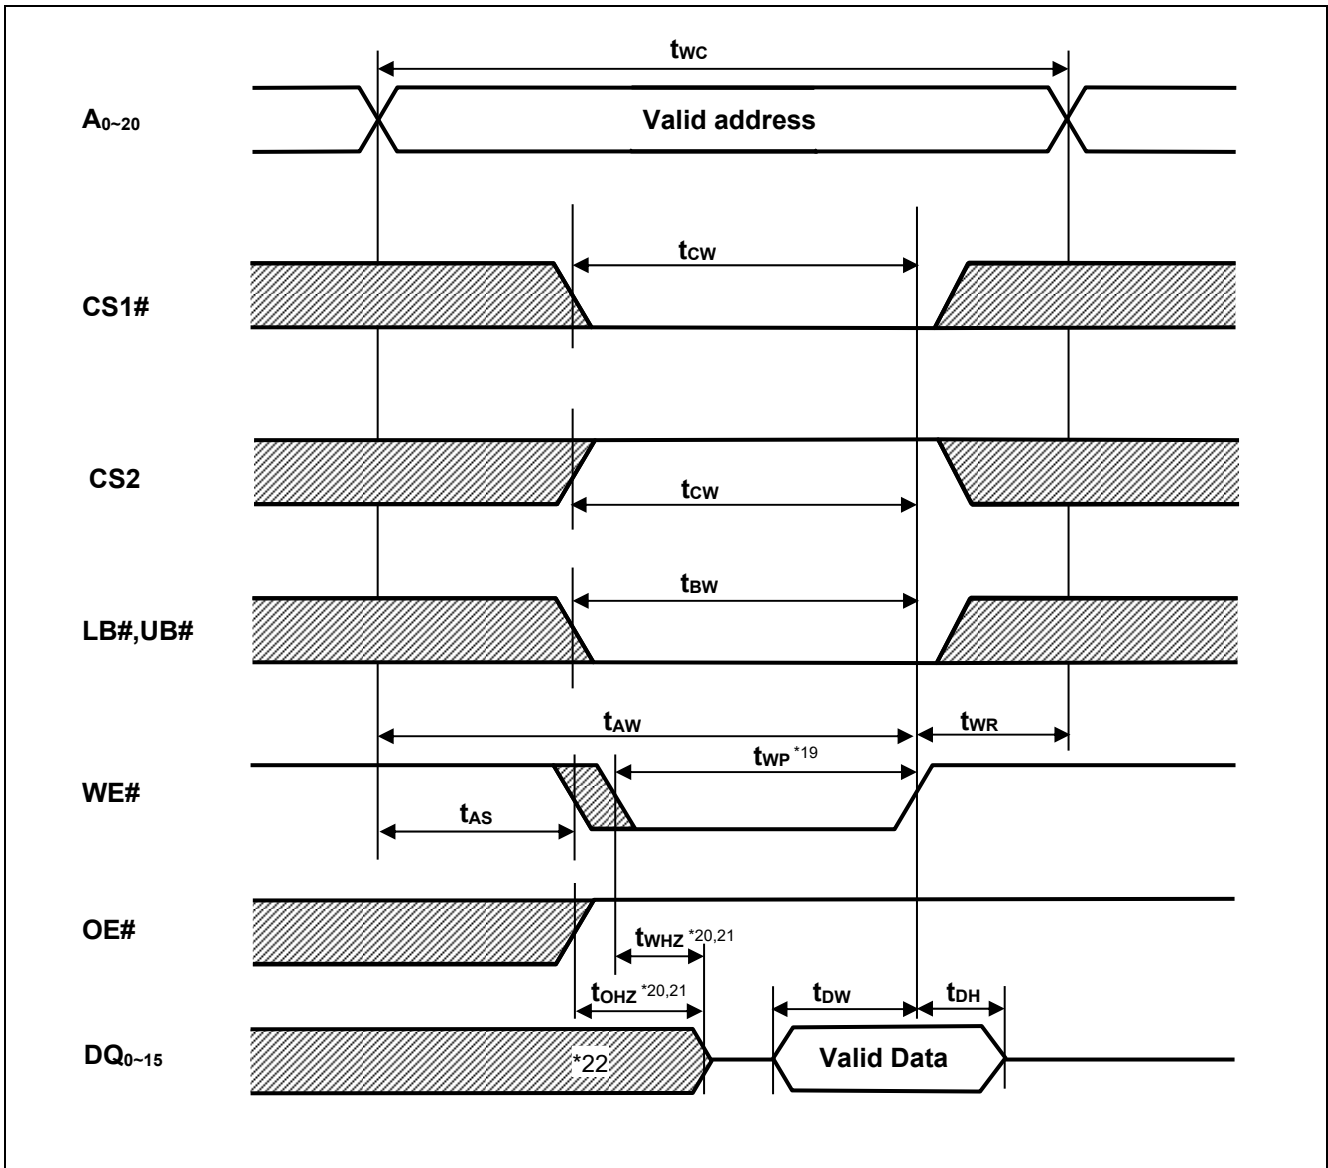 tWC
A0~20
Valid address
tCW
CS1#
CS2
tCW
tBW
LB#,UB#
tAW
tWR
tWP *19
WE#
tAS
OE#
tWHZ *20,21
tOHZ *20,21
tDW
tDH
DQ0~15
*22
Valid Data